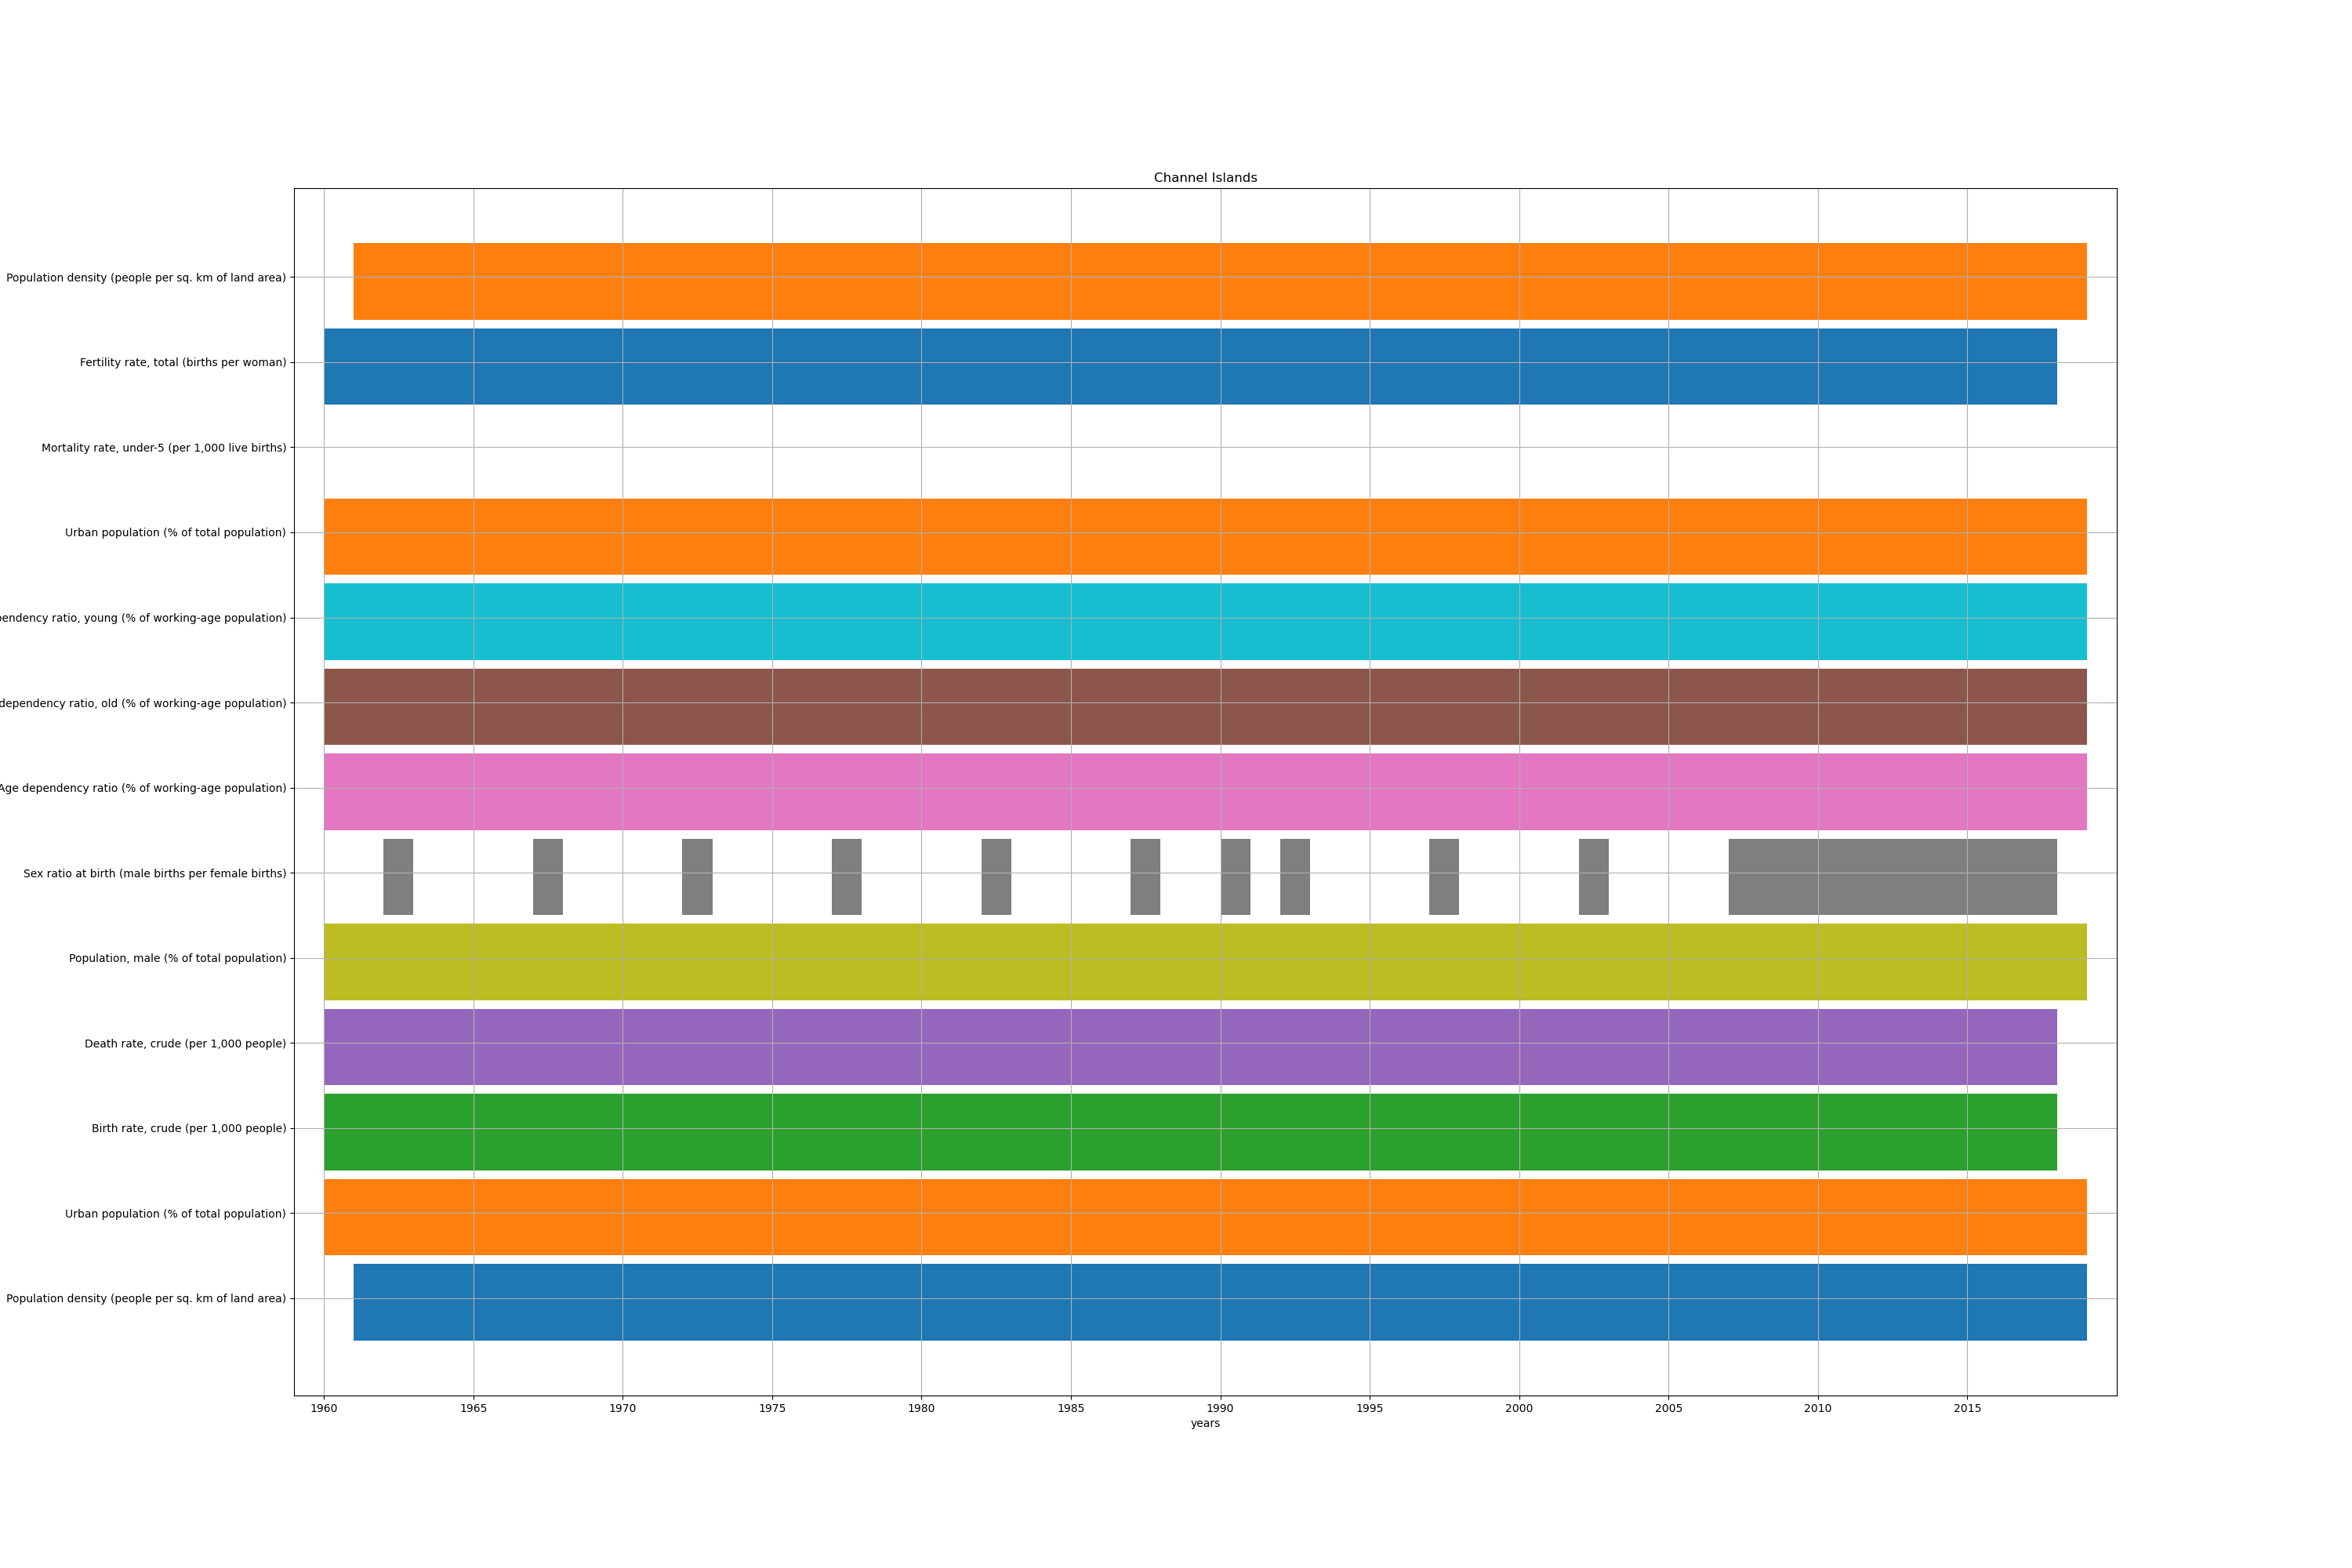 Channel Islands
Population density (people per sq. km of land area)
Fertility rate, total (births per woman)
Mortality rate, under-5 (per 1,000 live births)
Urban population (% of total population)
ratio, young (% of working-age population)
dependency ratio, old (% of working-age population)
Age dependency ratio (% of working-age population)
Sex ratio at birth (male births per female births)
Population, male (% of total population)
Death rate, crude (per 1,000 people)
Birth rate, crude (per 1,000 people)
Urban population (% of total population)
Population density (people per sq. km of land area)
1960 1965 1970 1975 1980 1985 1990 1995 2000 2005 2010 2015
years